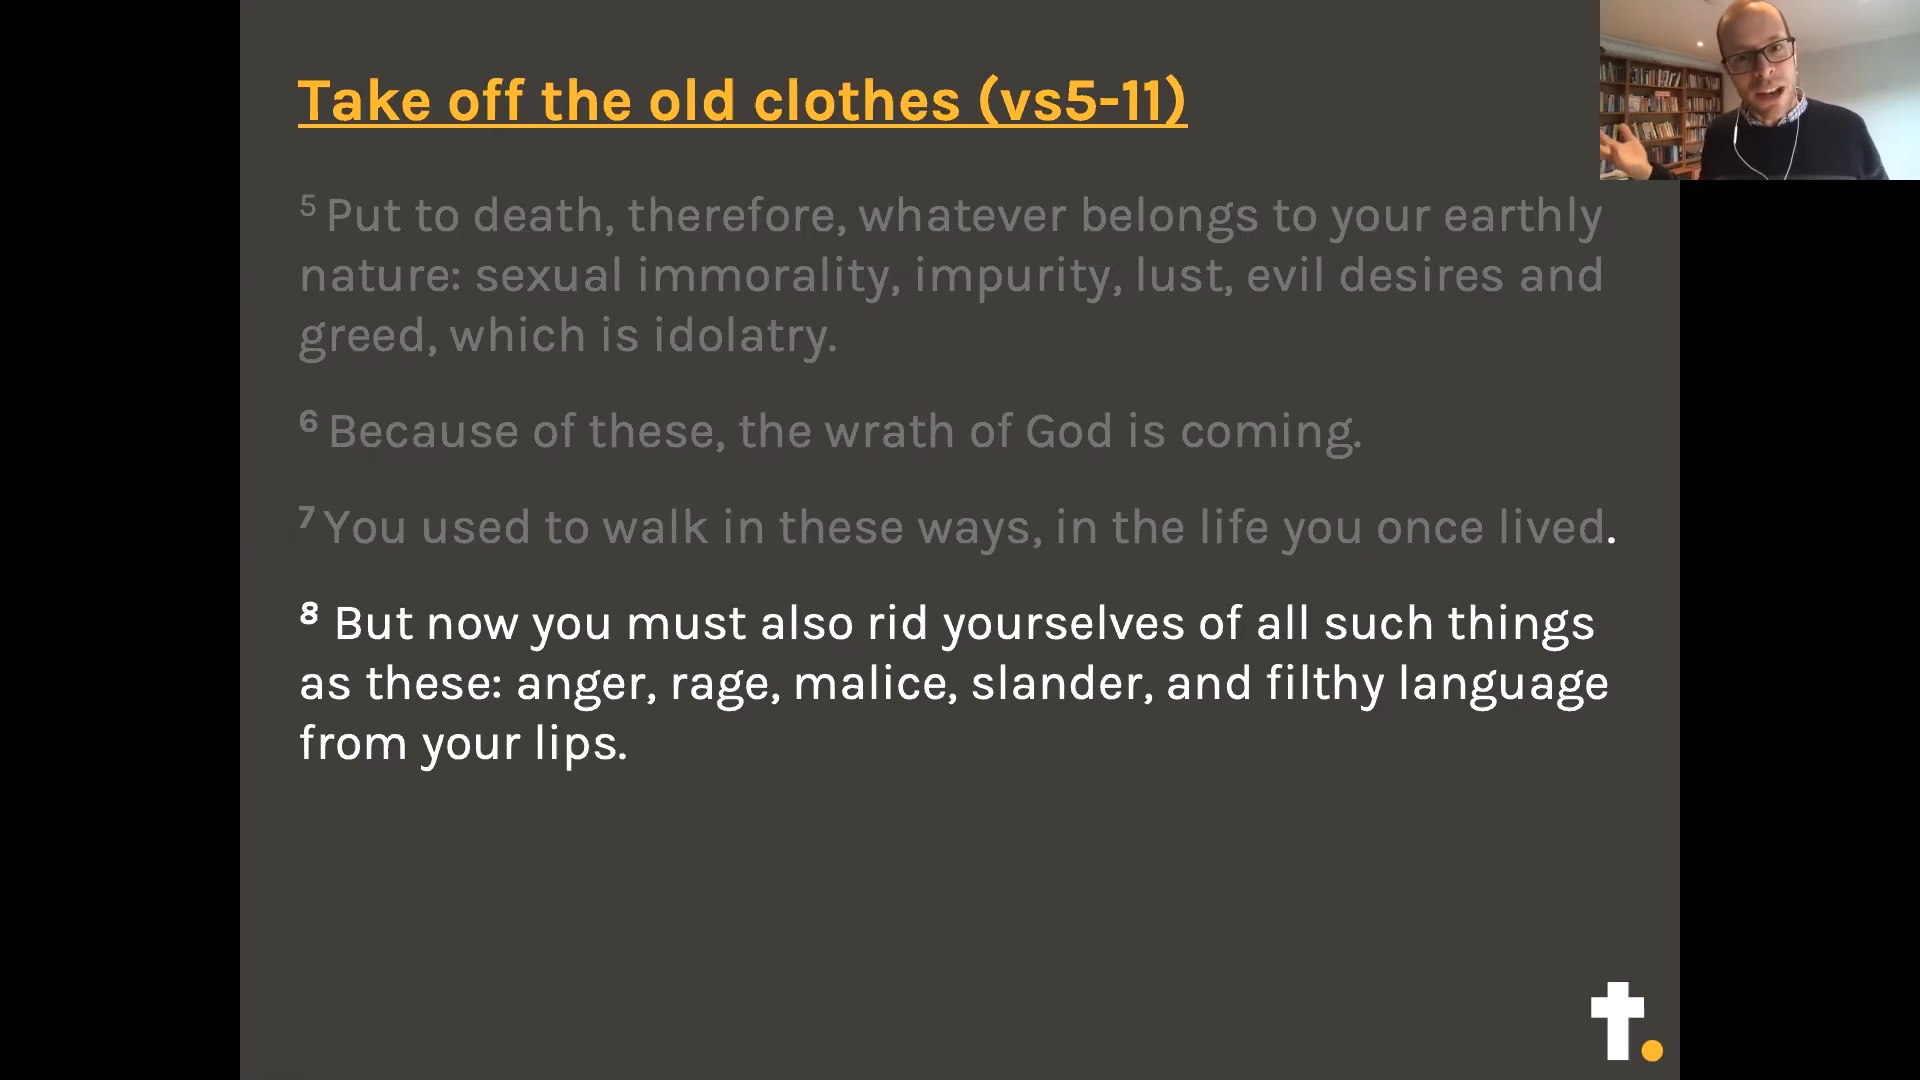 Take off the old clothes (vs5-11)
5 Put to death, therefore, whatever belongs to your earthly
nature: sexual immorality, impurity, lust, evil desires and
greed, which is idolatry.
6 Because of these, the wrath of God is coming.
7 You used to walk in these ways, in the life you once lived.
8 But now you must also rid yourselves of all such things
as these: anger, rage, malice, slander, and filthy language
from your lips.
t.